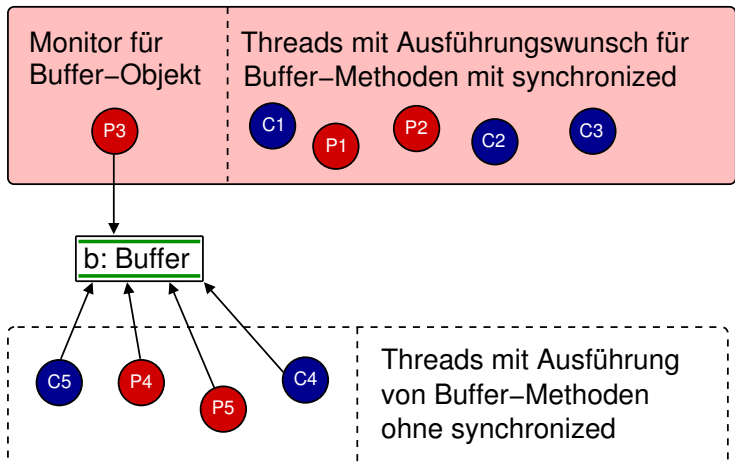 Monitor für
Buffer−Objekt
Threads mit Ausführungswunsch für
Buffer−Methoden mit synchronized
P3
C1
P1
P2
C2
C3
b: Buffer
C5
P4
P5
C4
Threads mit Ausführung
von Buffer−Methoden
ohne synchronized